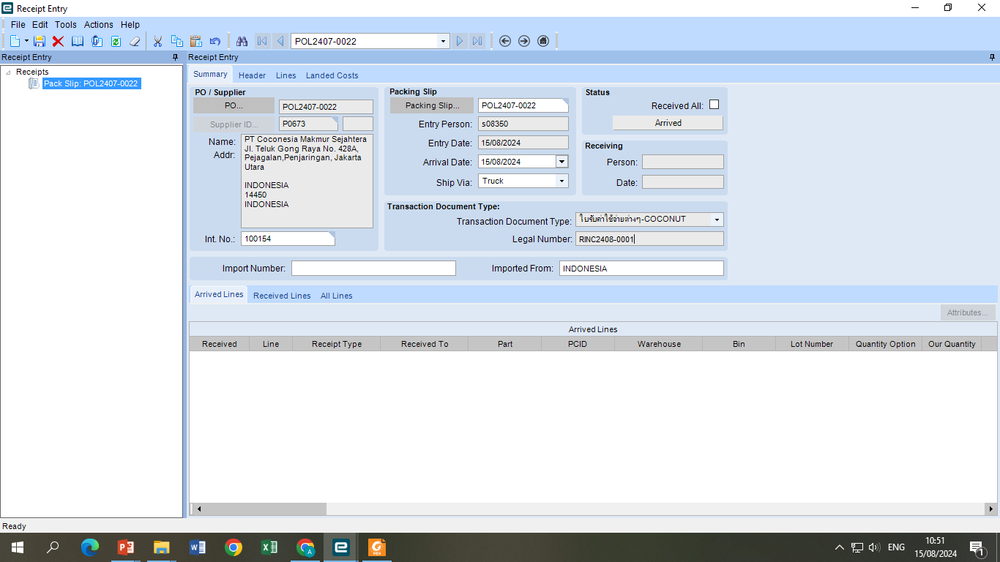 Receipt Entry
File Edit Tools Actions Help
POL2407-0022
Receipt Entry
Receipts
Pack Slip: POL2407-0022
Receipt Entry
Summary Header Lines Landed Costs
PO / Supplier
PO... POL2407-0022
Supplier ID... P0673
Name: PT Coconesia Makmur Sejahtera
Addr: Jl. Teluk Gong Raya No. 428A,
Pejagalan,Penjaringan, Jakarta
Utara
INDONESIA
14450
INDONESIA
Int. No.: 100154
Packing Slip
Packing Slip... POL2407-0022
Entry Person: s08350
Entry Date: 15/08/2024
Arrival Date: 15/08/2024
Ship Via: Truck
Status
Received All:
Arrived
Receiving
Person:
Date:
Transaction Document Type:
Transaction Document Type: ใบรับค่าใช้จ่ายต่างๆ-COCONUT
Legal Number: RINC2408-0001
Import Number:
Imported From: INDONESIA
Arrived Lines Received Lines All Lines
Attributes...
Arrived Lines
Received Line Receipt Type Received To Part PCID Warehouse Bin Lot Number Quantity Option Our Quantity
Ready
ENG
10:51
15/08/2024
1